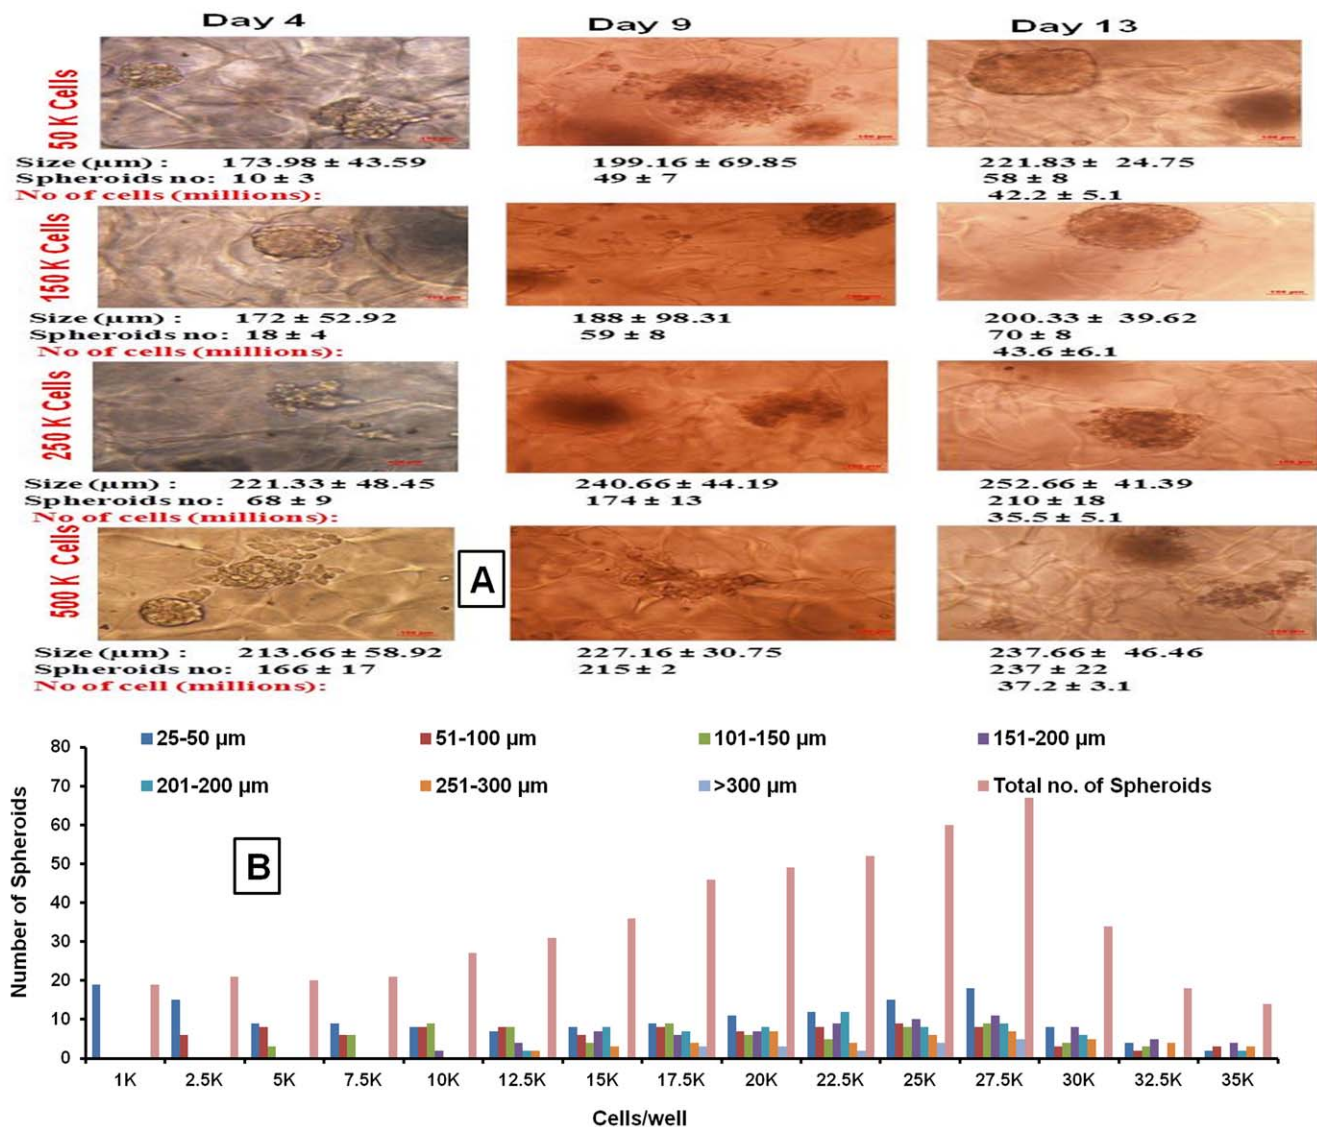 Day 4 Day 9 Day 13
50 K Cells
100 µm
Size (µm) : 173.98 ± 43.59 199.16 ± 69.85 221.83 ± 24.75
Spheroids no: 10 ± 3 49 ± 7 58 ± 8
No of cells (millions): 42.2 ± 5.1
150 K Cells
Size (µm) : 172 ± 52.92 188 ± 98.31 200.33 ± 39.62
Spheroids no: 18 ± 4 59 ± 8 70 ± 8
No of cells (millions): 43.6 ±6.1
250 K Cells
Size (µm) : 221.33 ± 48.45 240.66 ± 44.19 252.66 ± 41.39
Spheroids no: 68 ± 9 174 ± 13 210 ± 18
No of cells (millions): 35.5 ± 5.1
500 K Cells
A
Size (µm) : 213.66 ± 58.92 227.16 ± 30.75 237.66 ± 46.46
Spheroids no: 166 ± 17 215 ± 2 237 ± 22
No of cell (millions): 37.2 ± 3.1
25-50 µm 51-100 µm 101-150 µm 151-200 µm
201-200 µm 251-300 µm >300 µm Total no. of Spheroids
B
Number of Spheroids
80
70
60
50
40
30
20
10
0
1K 2.5K 5K 7.5K 10K 12.5K 15K 17.5K 20K 22.5K 25K 27.5K 30K 32.5K 35K
Cells/well